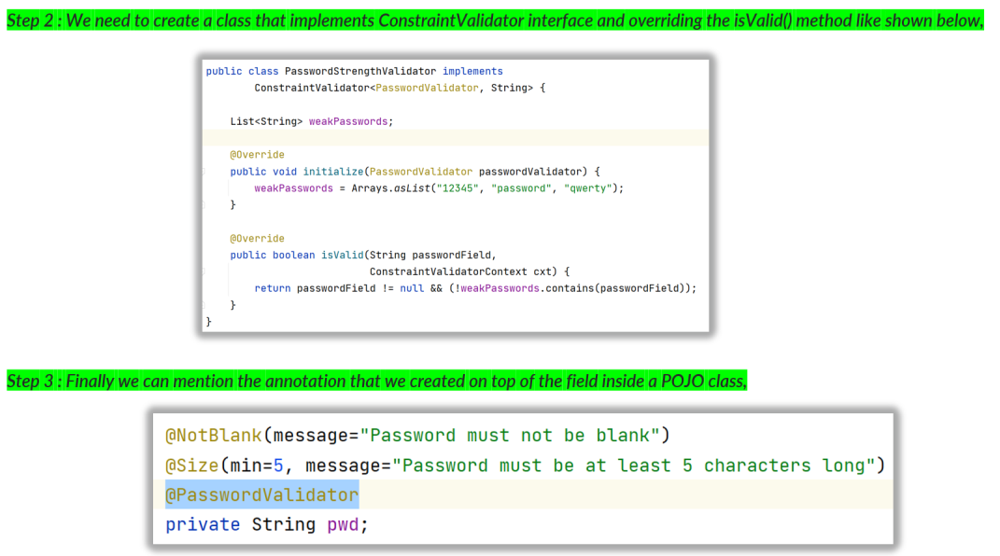 Step 2 : We need to create a class that implements ConstraintValidator interface and overriding the isValid() method like shown below,
public class PasswordStrengthValidator implements
        ConstraintValidator<PasswordValidator, String> {
    List<String> weakPasswords;
    @Override
    public void initialize(PasswordValidator passwordValidator) {
        weakPasswords = Arrays.asList("12345", "password", "qwerty");
    }
    @Override
    public boolean isValid(String passwordField,
                           ConstraintValidatorContext cxt) {
        return passwordField != null && (!weakPasswords.contains(passwordField));
    }
}
Step 3 : Finally we can mention the annotation that we created on top of the field inside a POJO class,
@NotBlank(message="Password must not be blank")
@Size(min=5, message="Password must be at least 5 characters long")
@PasswordValidator
private String pwd;